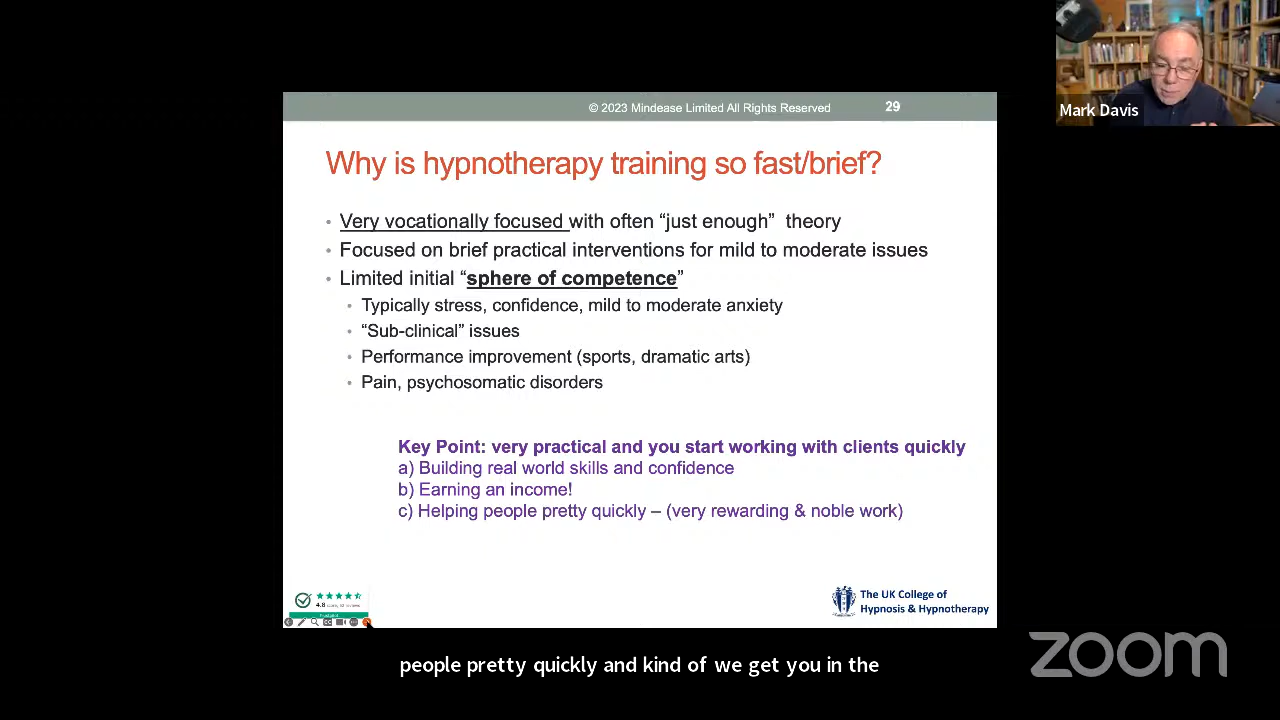 © 2023 Mindease Limited All Rights Reserved
29
Mark Davis
Why is hypnotherapy training so fast/brief?
• Very vocationally focused with often “just enough” theory
• Focused on brief practical interventions for mild to moderate issues
• Limited initial “sphere of competence”
• Typically stress, confidence, mild to moderate anxiety
• “Sub-clinical” issues
• Performance improvement (sports, dramatic arts)
• Pain, psychosomatic disorders
Key Point: very practical and you start working with clients quickly
a) Building real world skills and confidence
b) Earning an income!
c) Helping people pretty quickly – (very rewarding & noble work)
4.8
The UK College of
Hypnosis & Hypnotherapy
people pretty quickly and kind of we get you in the
zoom